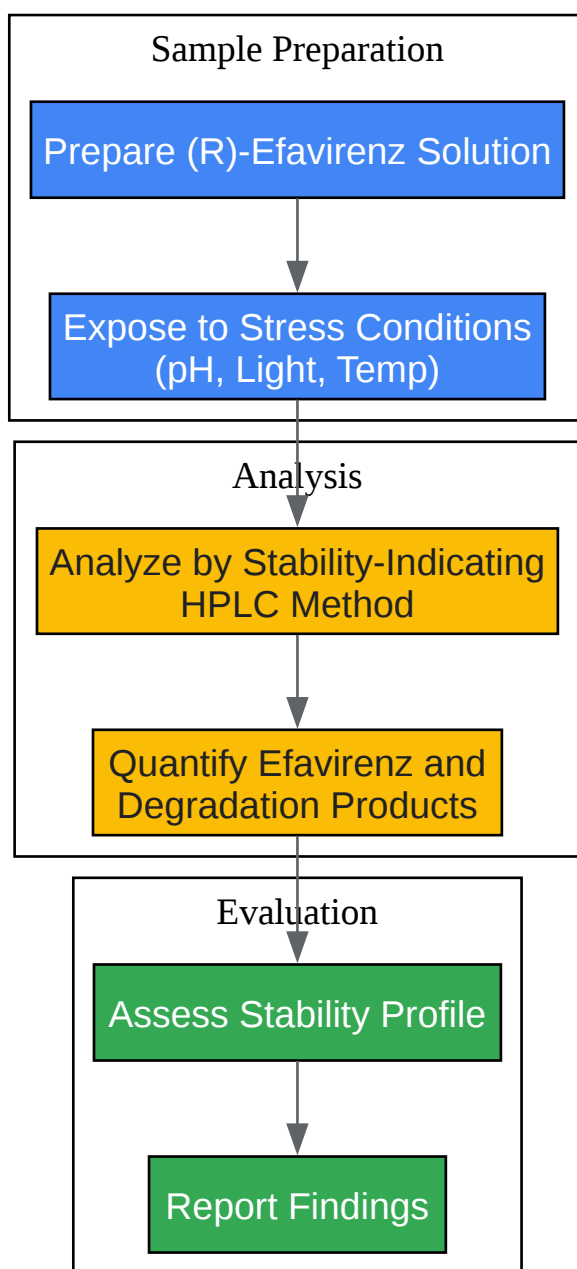 Sample Preparation
Prepare (R)-Efavirenz Solution
Expose to Stress Conditions
(pH, Light, Temp)
Analysis
Analyze by Stability-Indicating
HPLC Method
Quantify Efavirenz and
Degradation Products
Evaluation
Assess Stability Profile
Report Findings